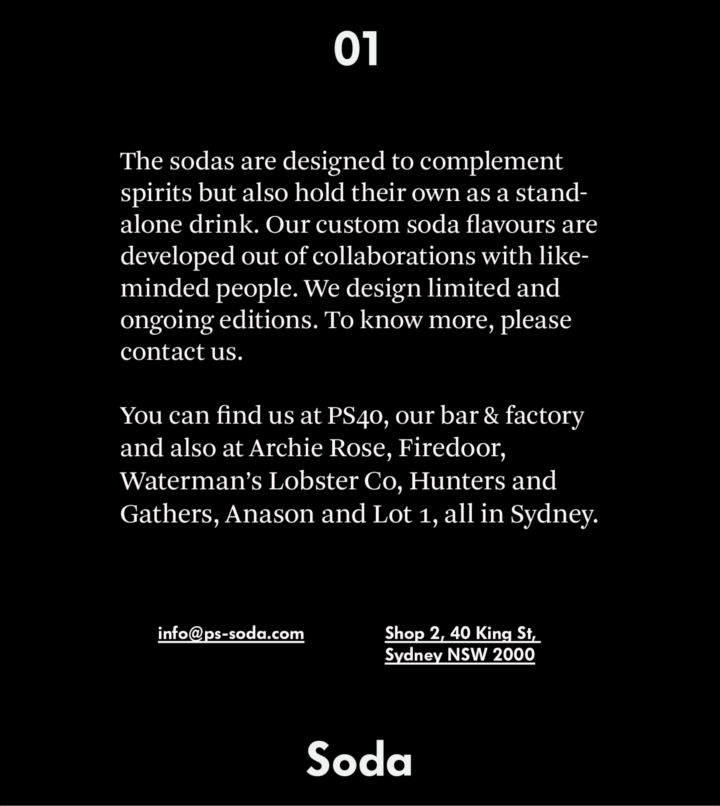 01
The sodas are designed to complement
spirits but also hold their own as a stand-
alone drink. Our custom soda flavours are
developed out of collaborations with like-
minded people. We design limited and
ongoing editions. To know more, please
contact us.
You can find us at PS40, our bar & factory
and also at Archie Rose, Firedoor,
Waterman’s Lobster Co, Hunters and
Gathers, Anason and Lot 1, all in Sydney.
info@ps-soda.com
Shop 2, 40 King St,
Sydney NSW 2000
Soda